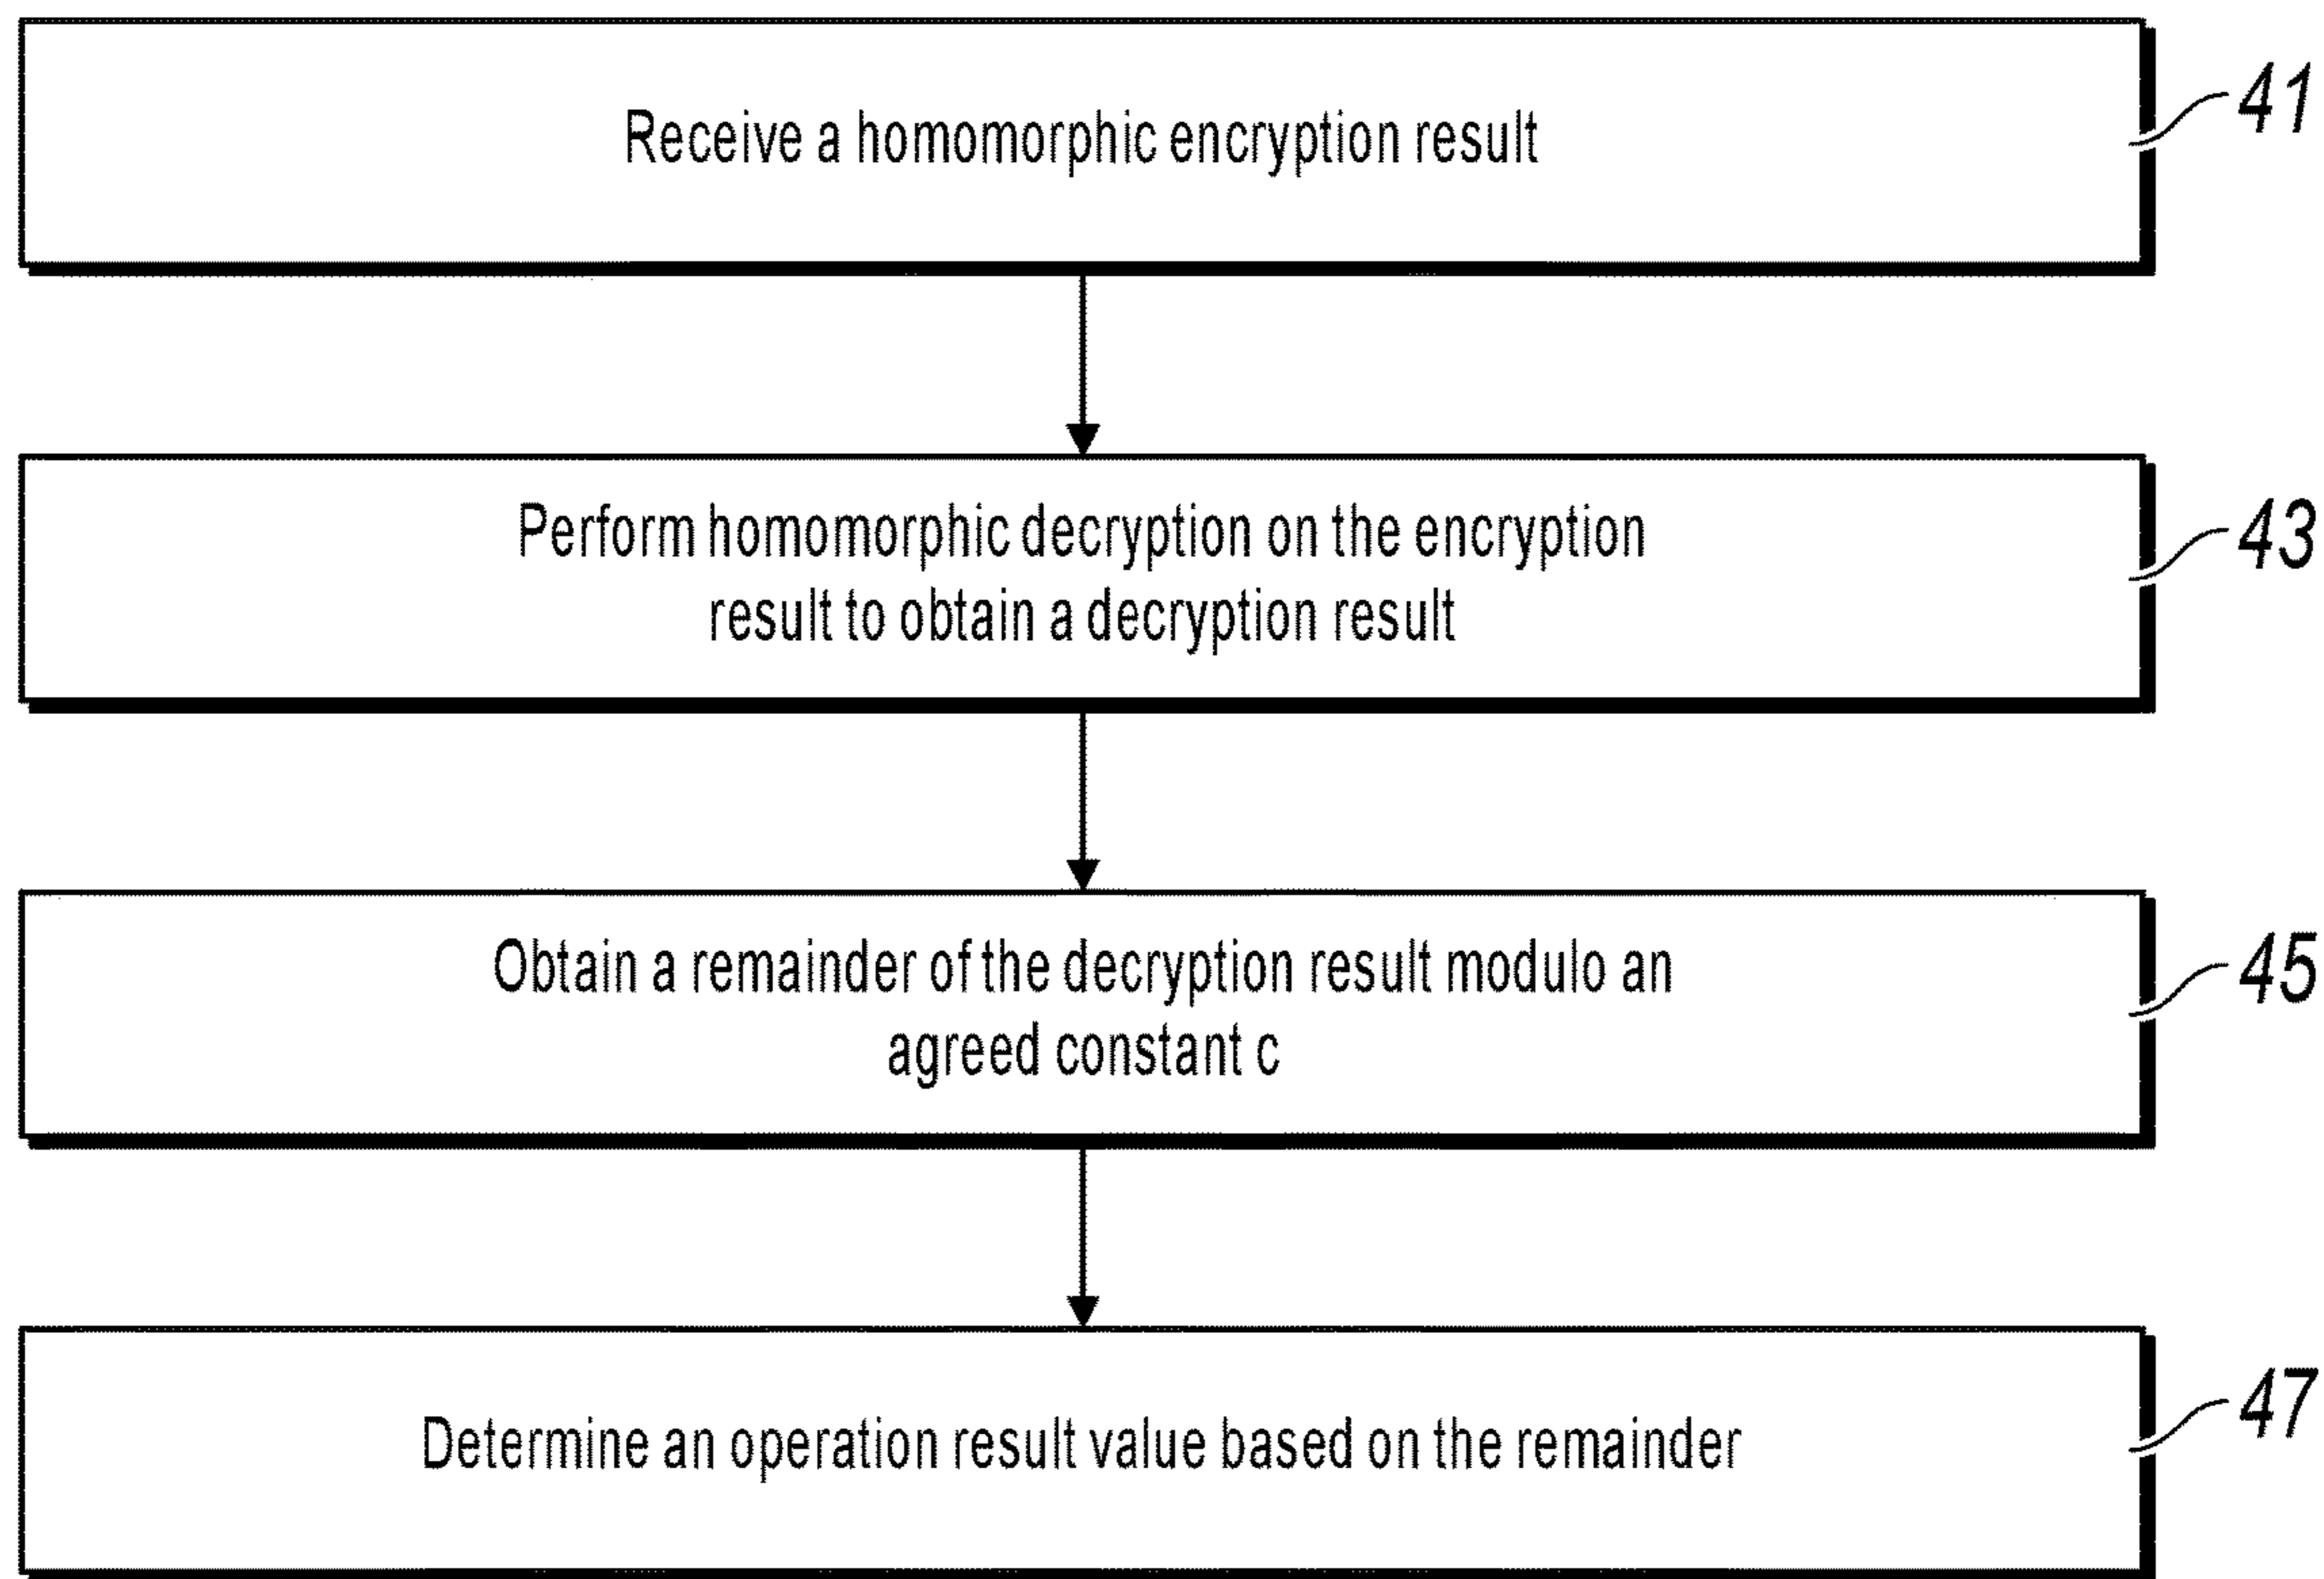 Receive a homomorphic encryption result
41
Perform homomorphic decryption on the encryption
result to obtain a decryption result
43
Obtain a remainder of the decryption result modulo an
agreed constant c
45
Determine an operation result value based on the remainder
47